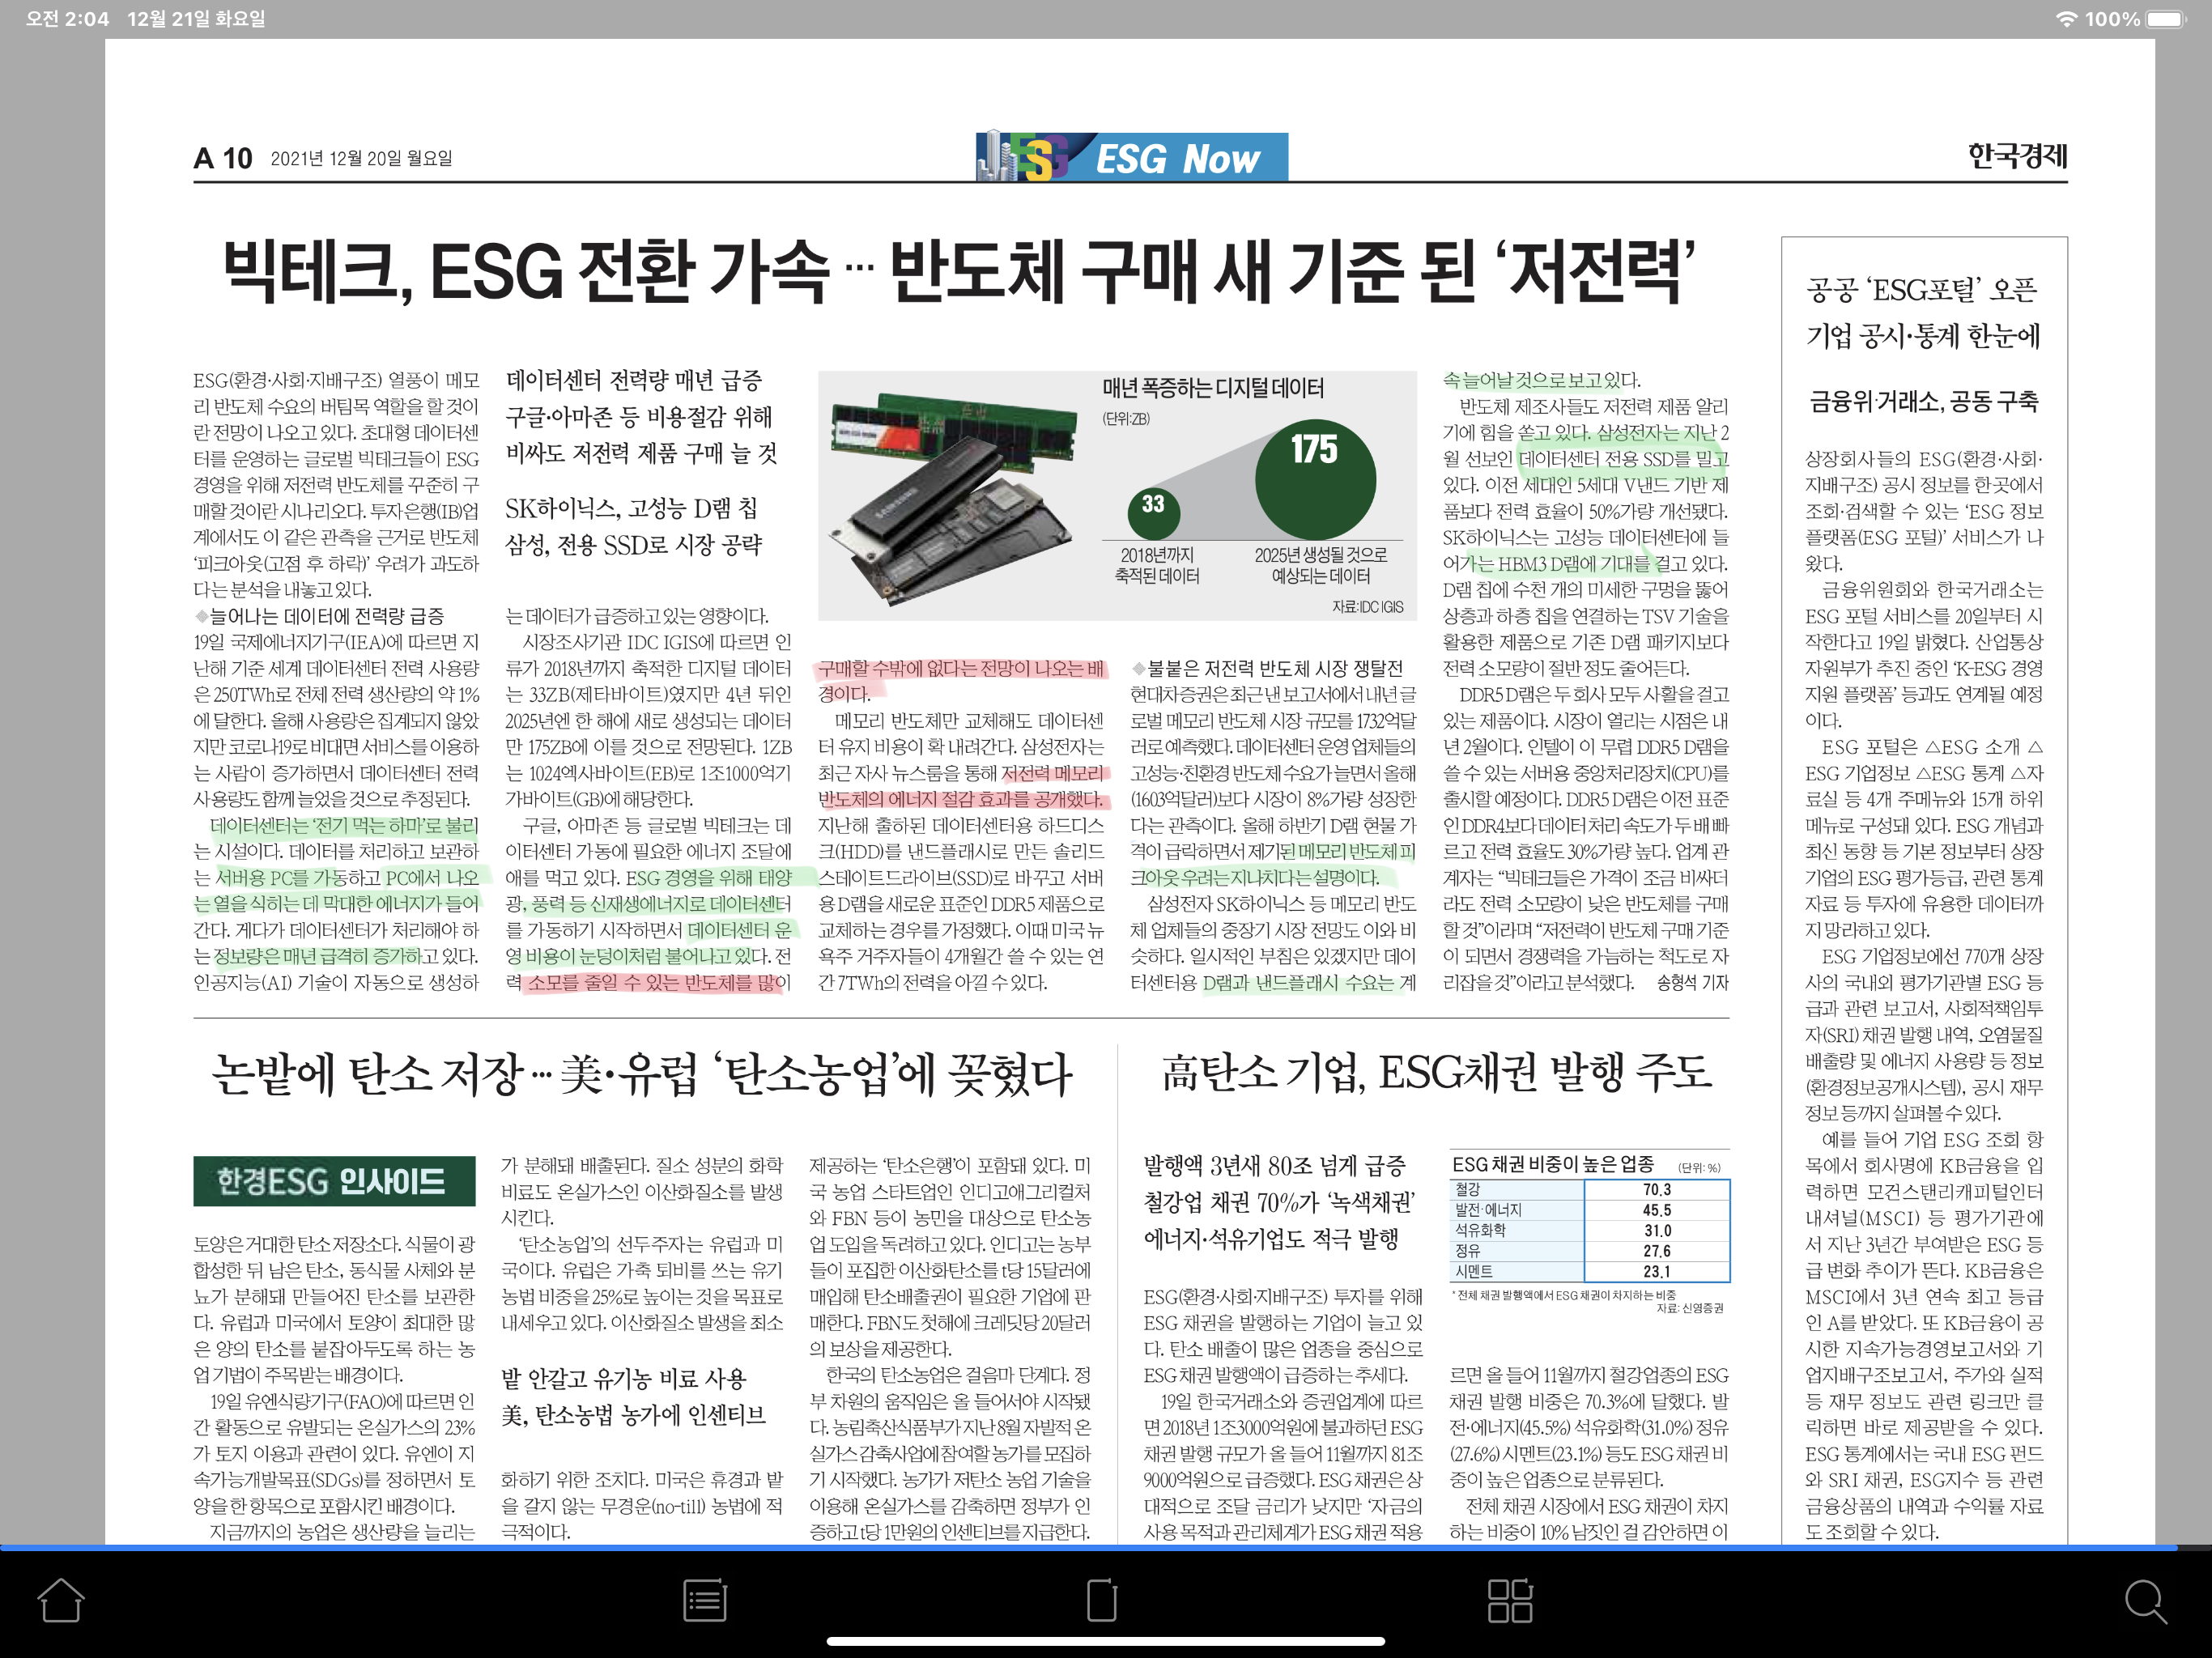 오전 2:04 12월 21일 화요일
100%
A 10 2021년 12월 20일 월요일
ESG
ESG Now
한국경제
빅테크, ESG 전환 가속… 반도체 구매 새 기준 된 ‘저전력’
ESG(환경·사회·지배구조) 열풍이 메모
리 반도체 수요의 버팀목 역할을 할 것이
란 전망이 나오고 있다. 초대형 데이터센
터를 운영하는 글로벌 빅테크들이 ESG
경영을 위해 저전력 반도체를 꾸준히 구
매할 것이란 시나리오다. 투자은행(IB)업
계에서도 이 같은 관측을 근거로 반도체
‘피크아웃(고점 후 하락)’ 우려가 과도하
다는 분석을 내놓고 있다.
◆늘어나는 데이터에 전력량 급증
19일 국제에너지기구(IEA)에 따르면 지
난해 기준 세계 데이터센터 전력 사용량
은 250TWh로 전체 전력 생산량의 약 1%
에 달한다. 올해 사용량은 집계되지 않았
지만 코로나19로 비대면 서비스를 이용하
는 사람이 증가하면서 데이터센터 전력
사용량도 함께 늘었을 것으로 추정된다.
데이터센터는 ‘전기 먹는 하마’로 불리
는 시설이다. 데이터를 처리하고 보관하
는 서버용 PC를 가동하고 PC에서 나오
는 열을 식히는 데 막대한 에너지가 들어
간다. 게다가 데이터센터가 처리해야 하
는 정보량은 매년 급격히 증가하고 있다.
인공지능(AI) 기술이 자동으로 생성하
데이터센터 전력량 매년 급증
구글·아마존 등 비용절감 위해
비싸도 저전력 제품 구매 늘 것
SK하이닉스, 고성능 D램 칩
삼성, 전용 SSD로 시장 공략
는 데이터가 급증하고 있는 영향이다.
시장조사기관 IDC IGIS에 따르면 인
류가 2018년까지 축적한 디지털 데이터
는 33ZB(제타바이트)였지만 4년 뒤인
2025년엔 한 해에 새로 생성되는 데이터
만 175ZB에 이를 것으로 전망된다. 1ZB
는 1024엑사바이트(EB)로 1조1000억기
가바이트(GB)에 해당한다.
구글, 아마존 등 글로벌 빅테크는 데
이터센터 가동에 필요한 에너지 조달에
애를 먹고 있다. ESG 경영을 위해 태양
광, 풍력 등 신재생에너지로 데이터센터
를 가동하기 시작하면서 데이터센터 운
영 비용이 눈덩이처럼 불어나고 있다. 전
력 소모를 줄일 수 있는 반도체를 많이
SAMSUNG
매년 폭증하는 디지털 데이터
(단위:ZB)
33
175
2018년까지
축적된 데이터
2025년 생성될 것으로
예상되는 데이터
자료:IDC IGIS
구매할 수밖에 없다는 전망이 나오는 배
경이다.
메모리 반도체만 교체해도 데이터센
터 유지 비용이 확 내려간다. 삼성전자는
최근 자사 뉴스룸을 통해 저전력 메모리
반도체의 에너지 절감 효과를 공개했다.
지난해 출하된 데이터센터용 하드디스
크(HDD)를 낸드플래시로 만든 솔리드
스테이트드라이브(SSD)로 바꾸고 서버
용 D램을 새로운 표준인 DDR5 제품으로
교체하는 경우를 가정했다. 이때 미국 뉴
욕주 거주자들이 4개월간 쓸 수 있는 연
간 7TWh의 전력을 아낄 수 있다.
◆불붙은 저전력 반도체 시장 쟁탈전
현대차증권은 최근 낸 보고서에서 내년 글
로벌 메모리 반도체 시장 규모를 1732억달
러로 예측했다. 데이터센터 운영 업체들의
고성능·친환경 반도체 수요가 늘면서 올해
(1603억달러)보다 시장이 8%가량 성장한
다는 관측이다. 올해 하반기 D램 현물 가
격이 급락하면서 제기된 메모리 반도체 피
크아웃 우려는 지나치다는 설명이다.
삼성전자 SK하이닉스 등 메모리 반도
체 업체들의 중장기 시장 전망도 이와 비
슷하다. 일시적인 부침은 있겠지만 데이
터센터용 D램과 낸드플래시 수요는 계
속 늘어날 것으로 보고 있다.
반도체 제조사들도 저전력 제품 알리
기에 힘을 쏟고 있다. 삼성전자는 지난 2
월 선보인 데이터센터 전용 SSD를 밀고
있다. 이전 세대인 5세대 V낸드 기반 제
품보다 전력 효율이 50%가량 개선됐다.
SK하이닉스는 고성능 데이터센터에 들
어가는 HBM3 D램에 기대를 걸고 있다.
D램 칩에 수천 개의 미세한 구멍을 뚫어
상층과 하층 칩을 연결하는 TSV 기술을
활용한 제품으로 기존 D램 패키지보다
전력 소모량이 절반 정도 줄어든다.
DDR5 D램은 두 회사 모두 사활을 걸고
있는 제품이다. 시장이 열리는 시점은 내
년 2월이다. 인텔이 이 무렵 DDR5 D램을
쓸 수 있는 서버용 중앙처리장치(CPU)를
출시할 예정이다. DDR5 D램은 이전 표준
인 DDR4보다 데이터 처리 속도가 두 배 빠
르고 전력 효율도 30%가량 높다. 업계 관
계자는 “빅테크들은 가격이 조금 비싸더
라도 전력 소모량이 낮은 반도체를 구매
할 것”이라며 “저전력이 반도체 구매 기준
이 되면서 경쟁력을 가늠하는 척도로 자
리잡을 것”이라고 분석했다. 송형석 기자
공공 ‘ESG포털’ 오픈
기업 공시·통계 한눈에
금융위·거래소, 공동 구축
상장회사들의 ESG(환경·사회·
지배구조) 공시 정보를 한곳에서
조회·검색할 수 있는 ‘ESG 정보
플랫폼(ESG 포털)’ 서비스가 나
왔다.
금융위원회와 한국거래소는
ESG 포털 서비스를 20일부터 시
작한다고 19일 밝혔다. 산업통상
자원부가 추진 중인 ‘K-ESG 경영
지원 플랫폼’ 등과도 연계될 예정
이다.
ESG 포털은 △ESG 소개 △
ESG 기업정보 △ESG 통계 △자
료실 등 4개 주메뉴와 15개 하위
메뉴로 구성돼 있다. ESG 개념과
최신 동향 등 기본 정보부터 상장
기업의 ESG 평가등급, 관련 통계
자료 등 투자에 유용한 데이터까
지 망라하고 있다.
ESG 기업정보에선 770개 상장
사의 국내외 평가기관별 ESG 등
급과 관련 보고서, 사회적책임투
자(SRI) 채권 발행 내역, 오염물질
배출량 및 에너지 사용량 등 정보
(환경정보공개시스템), 공시 재무
정보 등까지 살펴볼 수 있다.
예를 들어 기업 ESG 조회 항
목에서 회사명에 KB금융을 입
력하면 모건스탠리캐피털인터
내셔널(MSCI) 등 평가기관에
서 지난 3년간 부여받은 ESG 등
급 변화 추이가 뜬다. KB금융은
MSCI에서 3년 연속 최고 등급
인 A를 받았다. 또 KB금융이 공
시한 지속가능경영보고서와 기
업지배구조보고서, 주가와 실적
등 재무 정보도 관련 링크만 클
릭하면 바로 제공받을 수 있다.
ESG 통계에서는 국내 ESG 펀드
와 SRI 채권, ESG지수 등 관련
금융상품의 내역과 수익률 자료
도 조회할 수 있다.
논밭에 탄소 저장… 美·유럽 ‘탄소농업’에 꽂혔다
한경ESG 인사이드
토양은 거대한 탄소 저장소다. 식물이 광
합성한 뒤 남은 탄소, 동식물 사체와 분
뇨가 분해돼 만들어진 탄소를 보관한
다. 유럽과 미국에서 토양이 최대한 많
은 양의 탄소를 붙잡아두도록 하는 농
업 기법이 주목받는 배경이다.
19일 유엔식량기구(FAO)에 따르면 인
간 활동으로 유발되는 온실가스의 23%
가 토지 이용과 관련이 있다. 유엔이 지
속가능개발목표(SDGs)를 정하면서 토
양을 한 항목으로 포함시킨 배경이다.
지금까지의 농업은 생산량을 늘리는
가 분해돼 배출된다. 질소 성분의 화학
비료도 온실가스인 이산화질소를 발생
시킨다.
‘탄소농업’의 선두주자는 유럽과 미
국이다. 유럽은 가축 퇴비를 쓰는 유기
농법 비중을 25%로 높이는 것을 목표로
내세우고 있다. 이산화질소 발생을 최소
밭 안갈고 유기농 비료 사용
美, 탄소농법 농가에 인센티브
화하기 위한 조치다. 미국은 휴경과 밭
을 갈지 않는 무경운(no-till) 농법에 적
극적이다.
제공하는 ‘탄소은행’이 포함돼 있다. 미
국 농업 스타트업인 인디고애그리컬처
와 FBN 등이 농민을 대상으로 탄소농
업 도입을 독려하고 있다. 인디고는 농부
들이 포집한 이산화탄소를 t당 15달러에
매입해 탄소배출권이 필요한 기업에 판
매한다. FBN도 첫해에 크레딧당 20달러
의 보상을 제공한다.
한국의 탄소농업은 걸음마 단계다. 정
부 차원의 움직임은 올 들어서야 시작됐
다. 농림축산식품부가 지난 8월 자발적 온
실가스 감축사업에 참여할 농가를 모집하
기 시작했다. 농가가 저탄소 농업 기술을
이용해 온실가스를 감축하면 정부가 인
증하고 t당 1만원의 인센티브를 지급한다.
高탄소 기업, ESG채권 발행 주도
발행액 3년새 80조 넘게 급증
철강업 채권 70%가 ‘녹색채권’
에너지·석유기업도 적극 발행
ESG(환경·사회·지배구조) 투자를 위해
ESG 채권을 발행하는 기업이 늘고 있
다. 탄소 배출이 많은 업종을 중심으로
ESG 채권 발행액이 급증하는 추세다.
19일 한국거래소와 증권업계에 따르
면 2018년 1조3000억원에 불과하던 ESG
채권 발행 규모가 올 들어 11월까지 81조
9000억원으로 급증했다. ESG 채권은 상
대적으로 조달 금리가 낮지만 ‘자금의
사용 목적과 관리체계가 ESG 채권 적용
ESG 채권 비중이 높은 업종 (단위: %)
철강 70.3
발전·에너지 45.5
석유화학 31.0
정유 27.6
시멘트 23.1
*전체 채권 발행액에서 ESG 채권이 차지하는 비중
자료: 신영증권
르면 올 들어 11월까지 철강업종의 ESG
채권 발행 비중은 70.3%에 달했다. 발
전·에너지(45.5%) 석유화학(31.0%) 정유
(27.6%) 시멘트(23.1%) 등도 ESG 채권 비
중이 높은 업종으로 분류된다.
전체 채권 시장에서 ESG 채권이 차지
하는 비중이 10% 남짓인 걸 감안하면 이